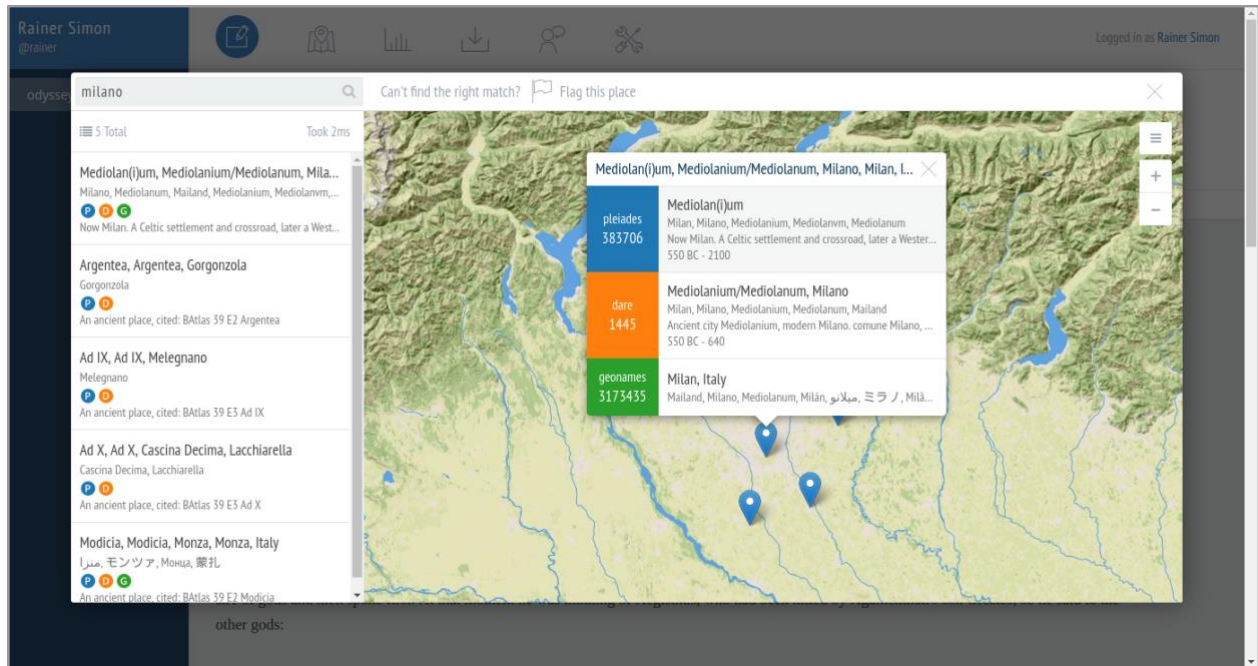 Rainer Simon
@rainer
Logged in as Rainer Simon
odyssey
milano
Can't find the right match? Flag this place
5 Total Took 2ms
Mediolan(i)um, Mediolanium/Mediolanum, Mila...
Milano, Mediolanum, Mailand, Mediolanium, Mediolanvm,...
P D G
Now Milan. A Celtic settlement and crossroad, later a West...
Argentea, Argentea, Gorgonzola
Gorgonzola
P D
An ancient place, cited: BAtlas 39 E2 Argentea
Ad IX, Ad IX, Melegnano
Melegnano
P D
An ancient place, cited: BAtlas 39 E3 Ad IX
Ad X, Ad X, Cascina Decima, Lacchiarella
Cascina Decima, Lacchiarella
P D
An ancient place, cited: BAtlas 39 E3 Ad X
Modicia, Modicia, Monza, Monza, Italy
منزا, モンツァ, Монца, 蒙扎
P D G
An ancient place, cited: BAtlas 39 E2 Modicia
Mediolan(i)um, Mediolanium/Mediolanum, Milano, Milan, I...
pleiades
383706
Mediolan(i)um
Milan, Milano, Mediolanium, Mediolanvm, Mediolanum
Now Milan. A Celtic settlement and crossroad, later a Wester...
550 BC - 2100
dare
1445
Mediolanium/Mediolanum, Milano
Milan, Milano, Mediolanium, Mediolanum, Mailand
Ancient city Mediolanium, modern Milano. comune Milano, ...
550 BC - 640
geonames
3173435
Milan, Italy
Mailand, Milano, Mediolanum, Milán, ميلانو, ミラノ, Milã...
other gods: